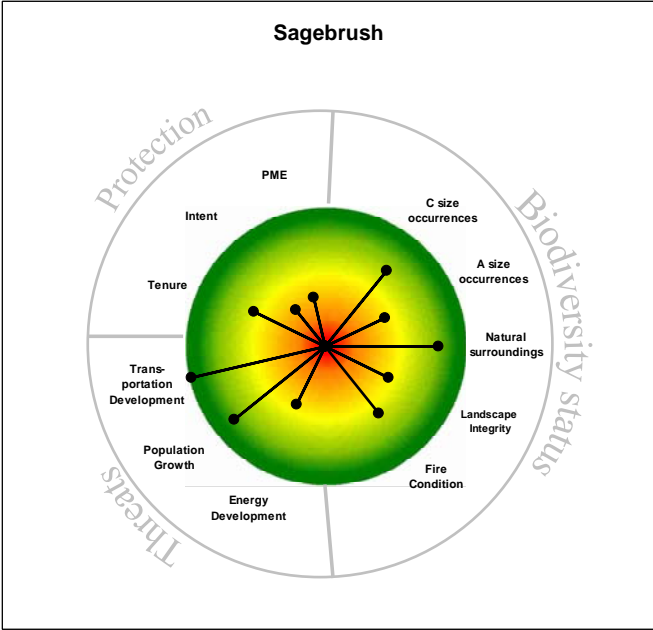 Sagebrush
Protection
Biodiversity status
Threats
PME
Intent
Tenure
C size
occurrences
A size
occurrences
Natural
surroundings
Landscape
Integrity
Fire
Condition
Trans-
portation
Development
Population
Growth
Energy
Development